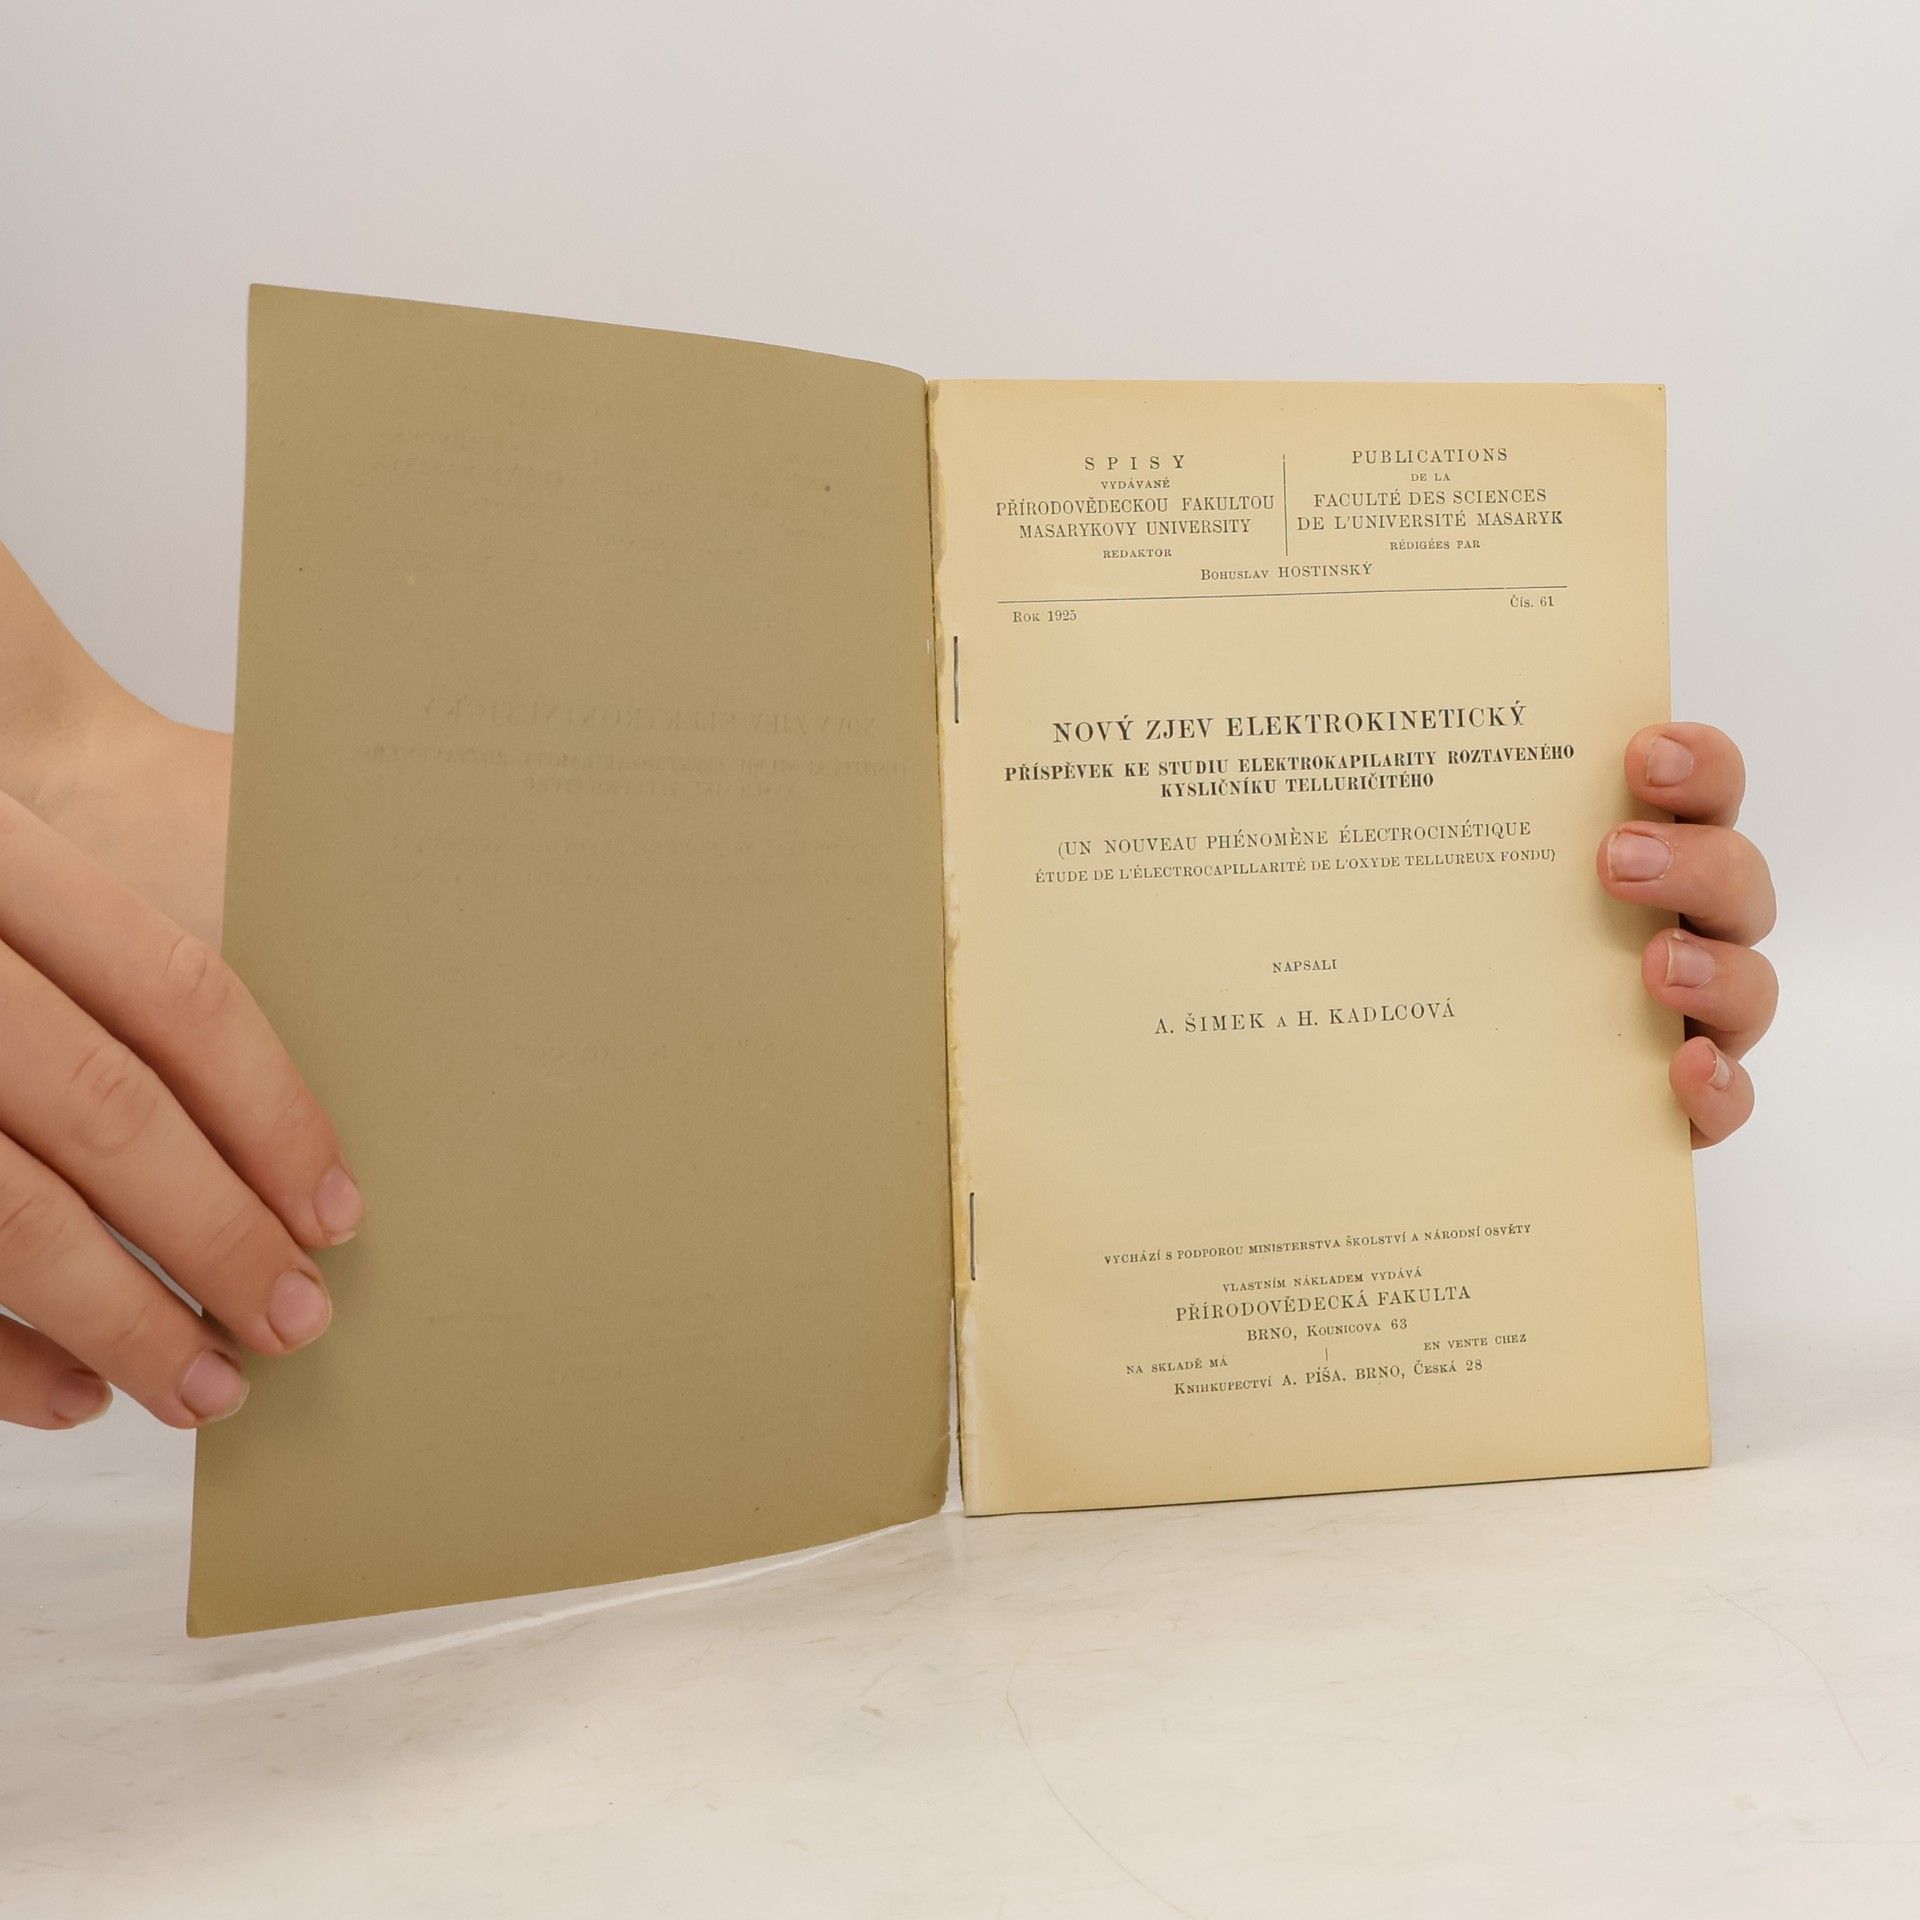 SPISY
VYDÁVANÉ
PŘÍRODOVĚDECKOU FAKULTOU
MASARYKOVY UNIVERSITY
REDAKTOR
PUBLICATIONS
DE LA
FACULTÉ DES SCIENCES
DE L'UNIVERSITÉ MASARYK
RÉDIGÉES PAR
BOHUSLAV HOSTINSKÝ
ROK 1925
Čís. 61
NOVÝ ZJEV ELEKTROKINETICKÝ
PŘÍSPĚVEK KE STUDIU ELEKTROKAPILARITY ROZTAVENÉHO
KYSLIČNÍKU TELLURIČITÉHO
(UN NOUVEAU PHÉNOMÈNE ÉLECTROCINÉTIQUE
ÉTUDE DE L'ÉLECTROCAPILLARITÉ DE L'OXYDE TELLUREUX FONDU)
NAPSALI
A. ŠIMEK A H. KADLCOVÁ
VYCHÁZÍ S PODPOROU MINISTERSTVA ŠKOLSTVÍ A NÁRODNÍ OSVĚTY
VLASTNÍM NÁKLADEM VYDÁVÁ
PŘÍRODOVĚDECKÁ FAKULTA
BRNO, KOUNICOVA 63
NA SKLADĚ MÁ
EN VENTE CHEZ
KNIHKUPECTVÍ A. PÍŠA. BRNO, ČESKÁ 28